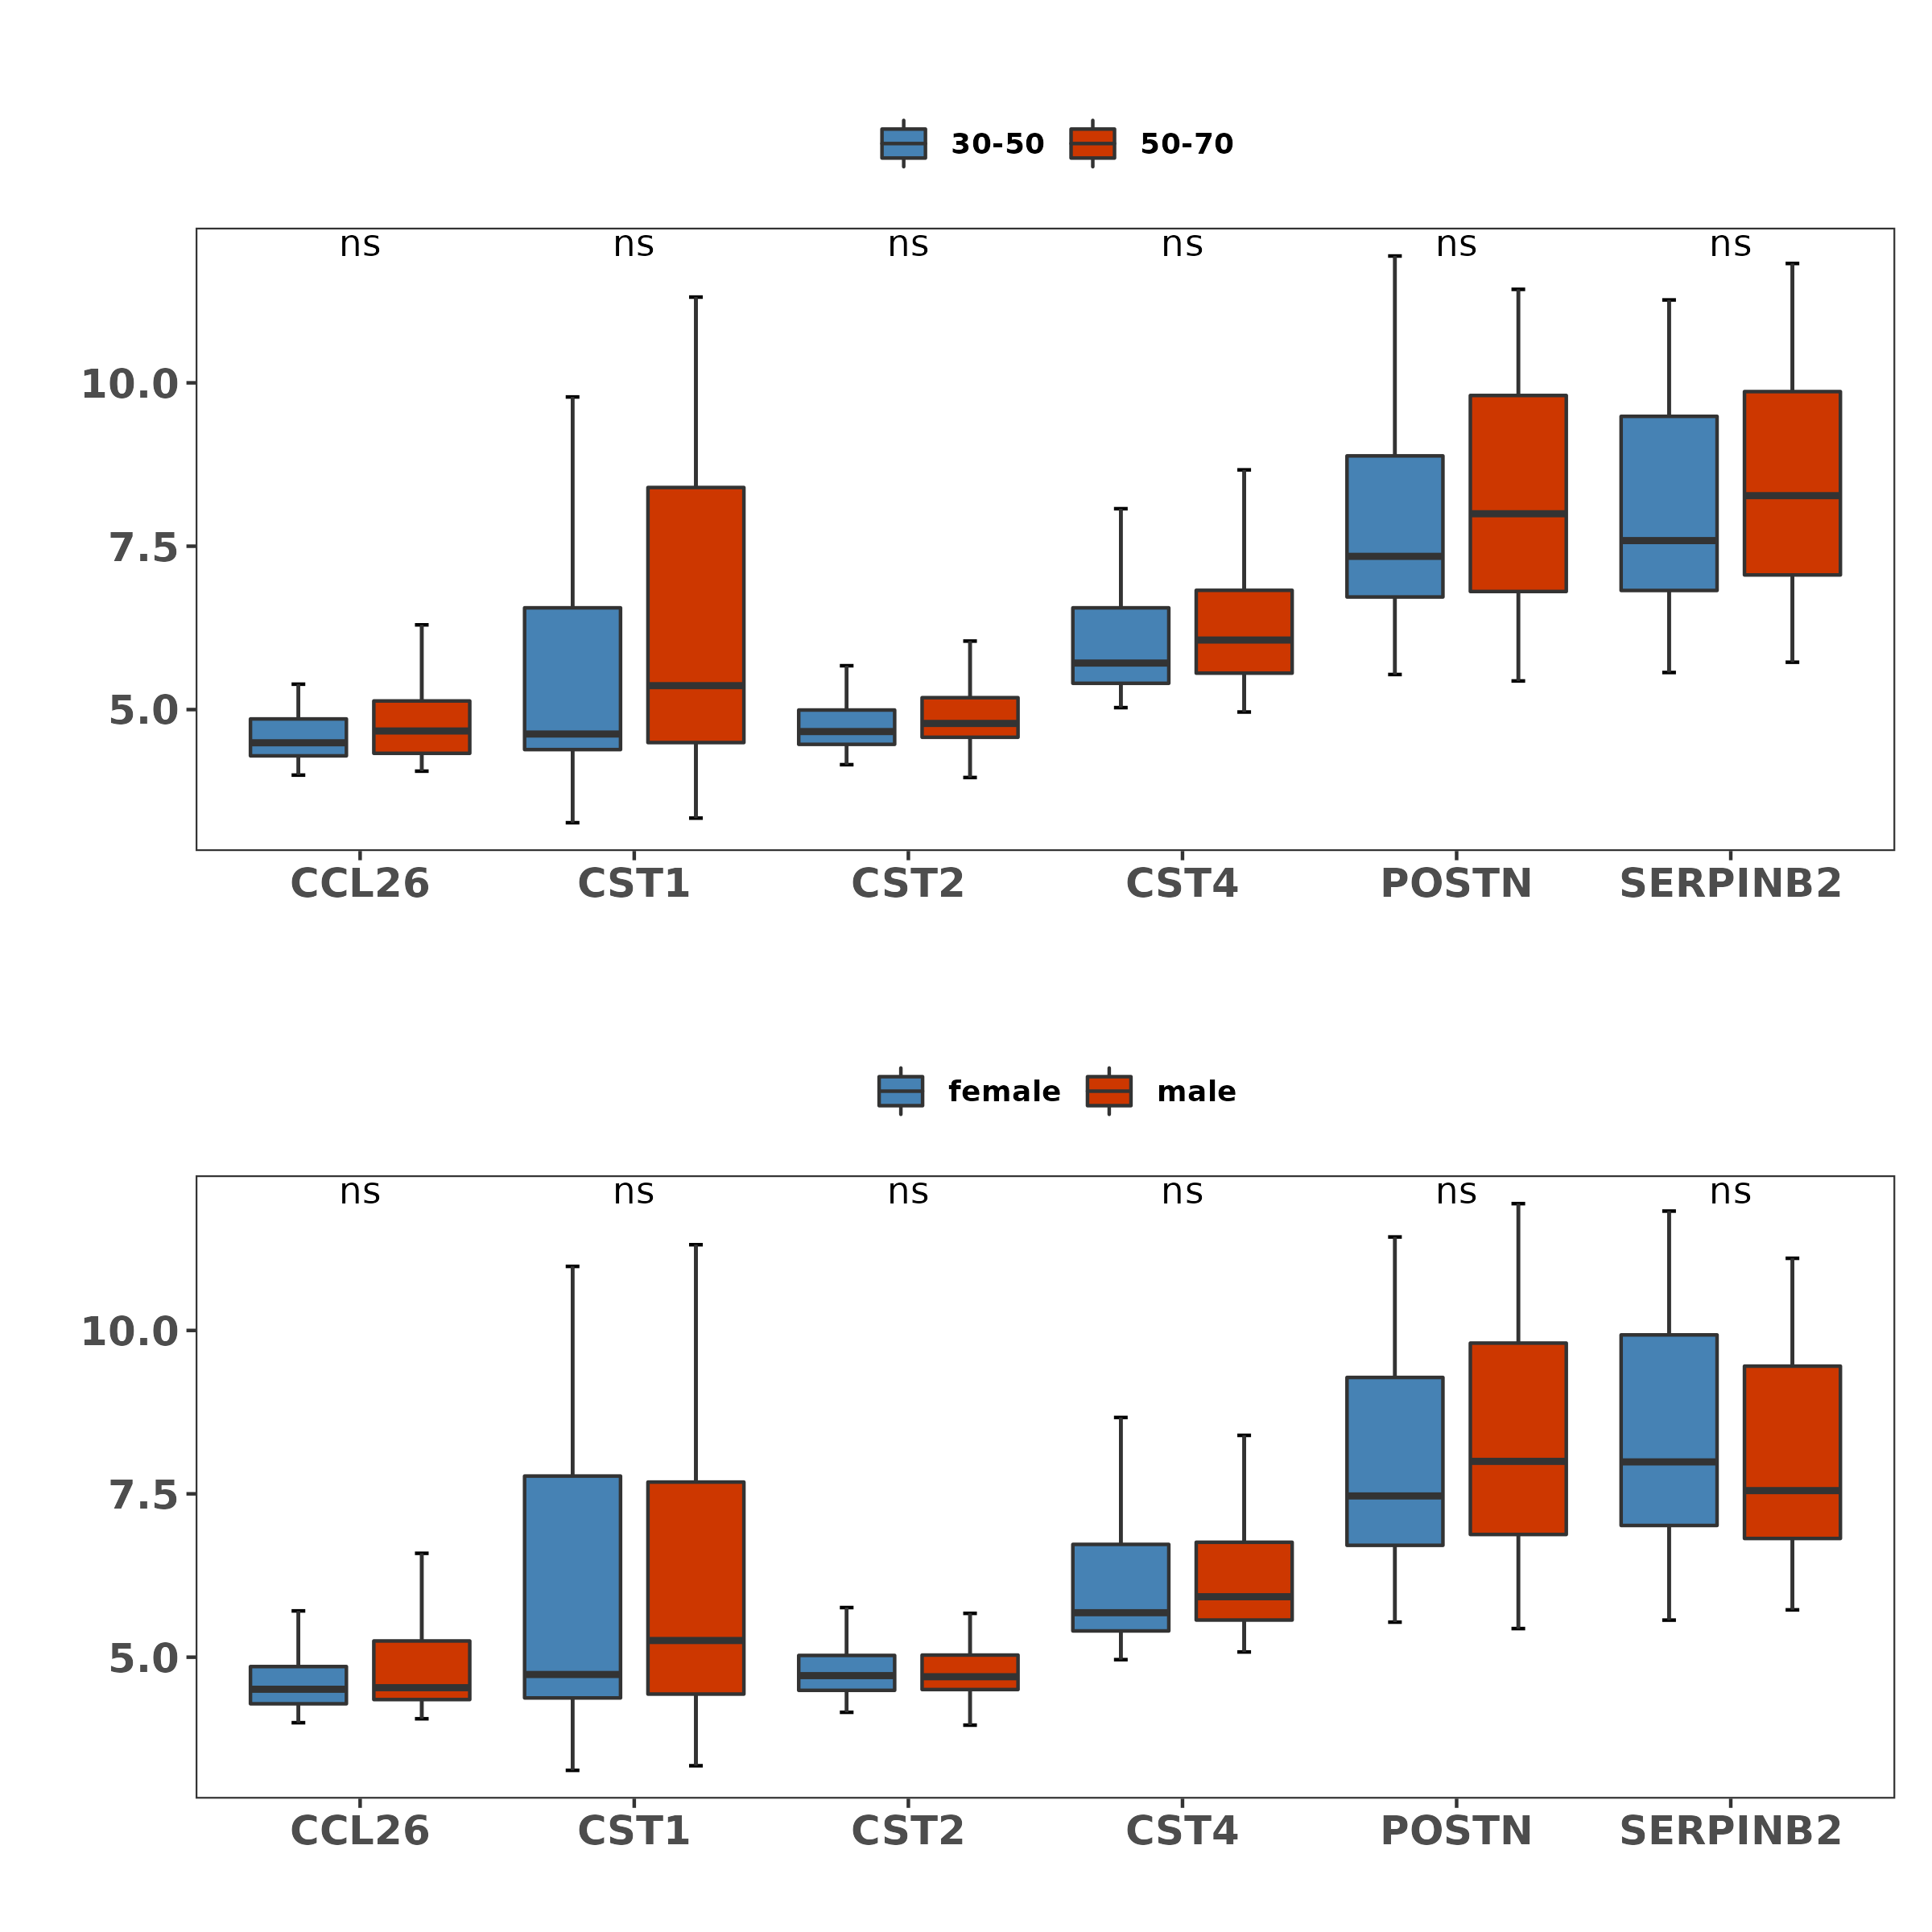 30-50 50-70
ns ns ns ns ns ns
10.0
7.5
5.0
CCL26 CST1 CST2 CST4 POSTN SERPINB2
female male
ns ns ns ns ns ns
10.0
7.5
5.0
CCL26 CST1 CST2 CST4 POSTN SERPINB2